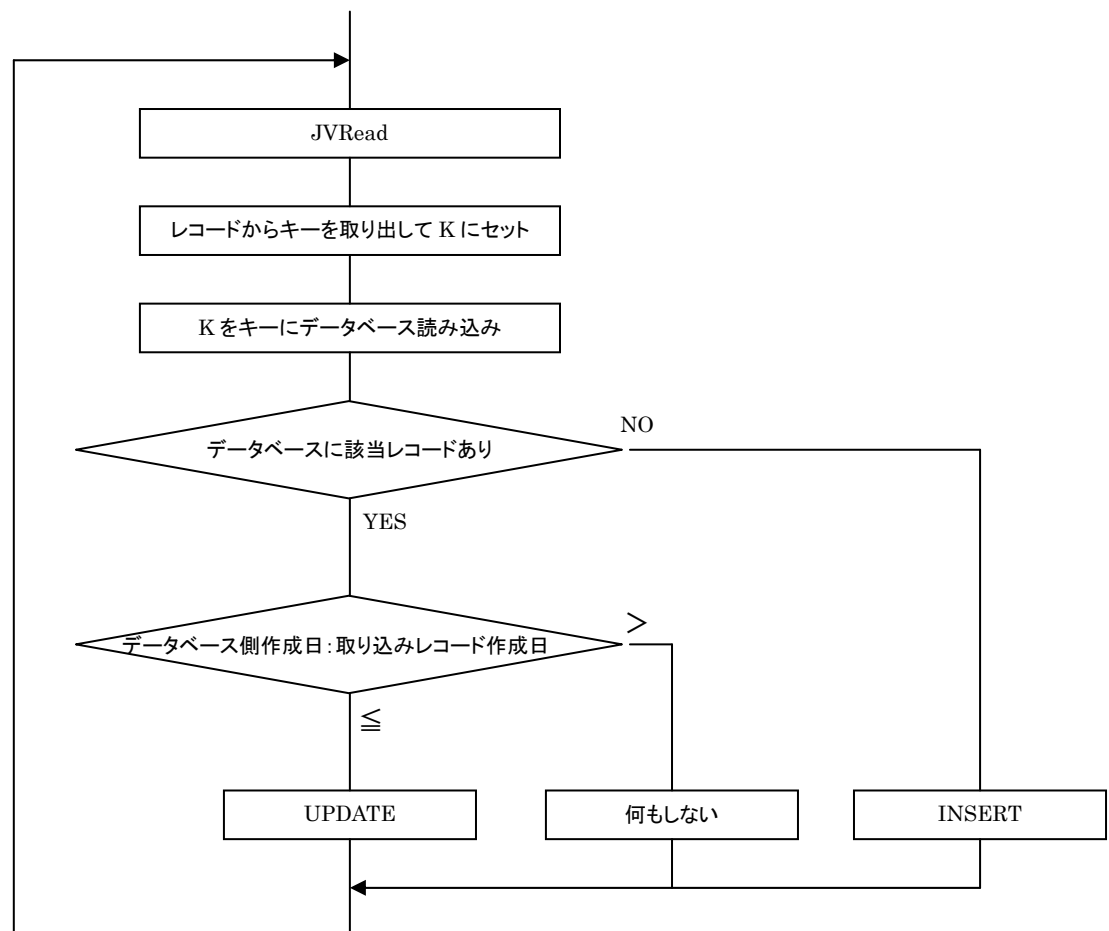 JVRead
レコードからキーを取り出して K にセット
K をキーにデータベース読み込み
NO
データベースに該当レコードあり
YES
＞
データベース側作成日：取り込みレコード作成日
≦
UPDATE
何もしない
INSERT